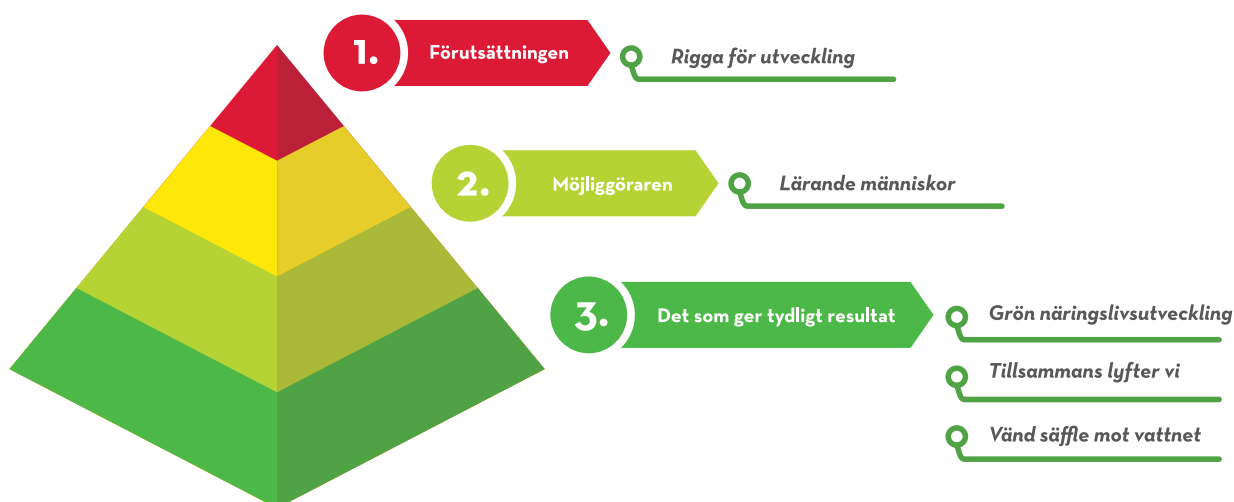 1. Förutsättningen
Rigga för utveckling
2. Möjliggöraren
Lärande människor
3. Det som ger tydligt resultat
Grön näringslivsutveckling
Tillsammans lyfter vi
Vänd säffle mot vattnet